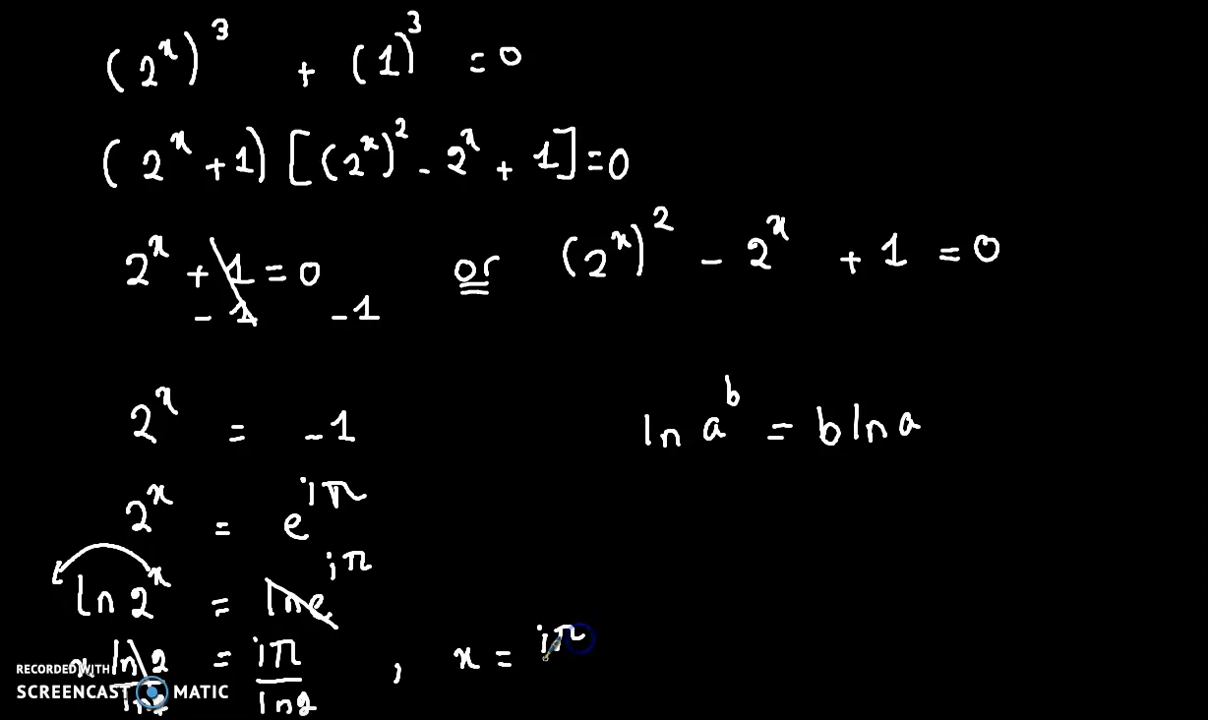 (2^x)^3 + (1)^3 = 0
(2^x + 1) [(2^x)^2 - 2^x + 1] = 0
2^x + 1 = 0 or (2^x)^2 - 2^x + 1 = 0
- 1 -1
2^x = -1 ln a^b = b ln a
2^x = e^iπ
ln 2^x = ln e^iπ
x ln 2 = iπ , x = iπ
ln 2 ln 2
RECORDED WITH
SCREENCAST MATIC